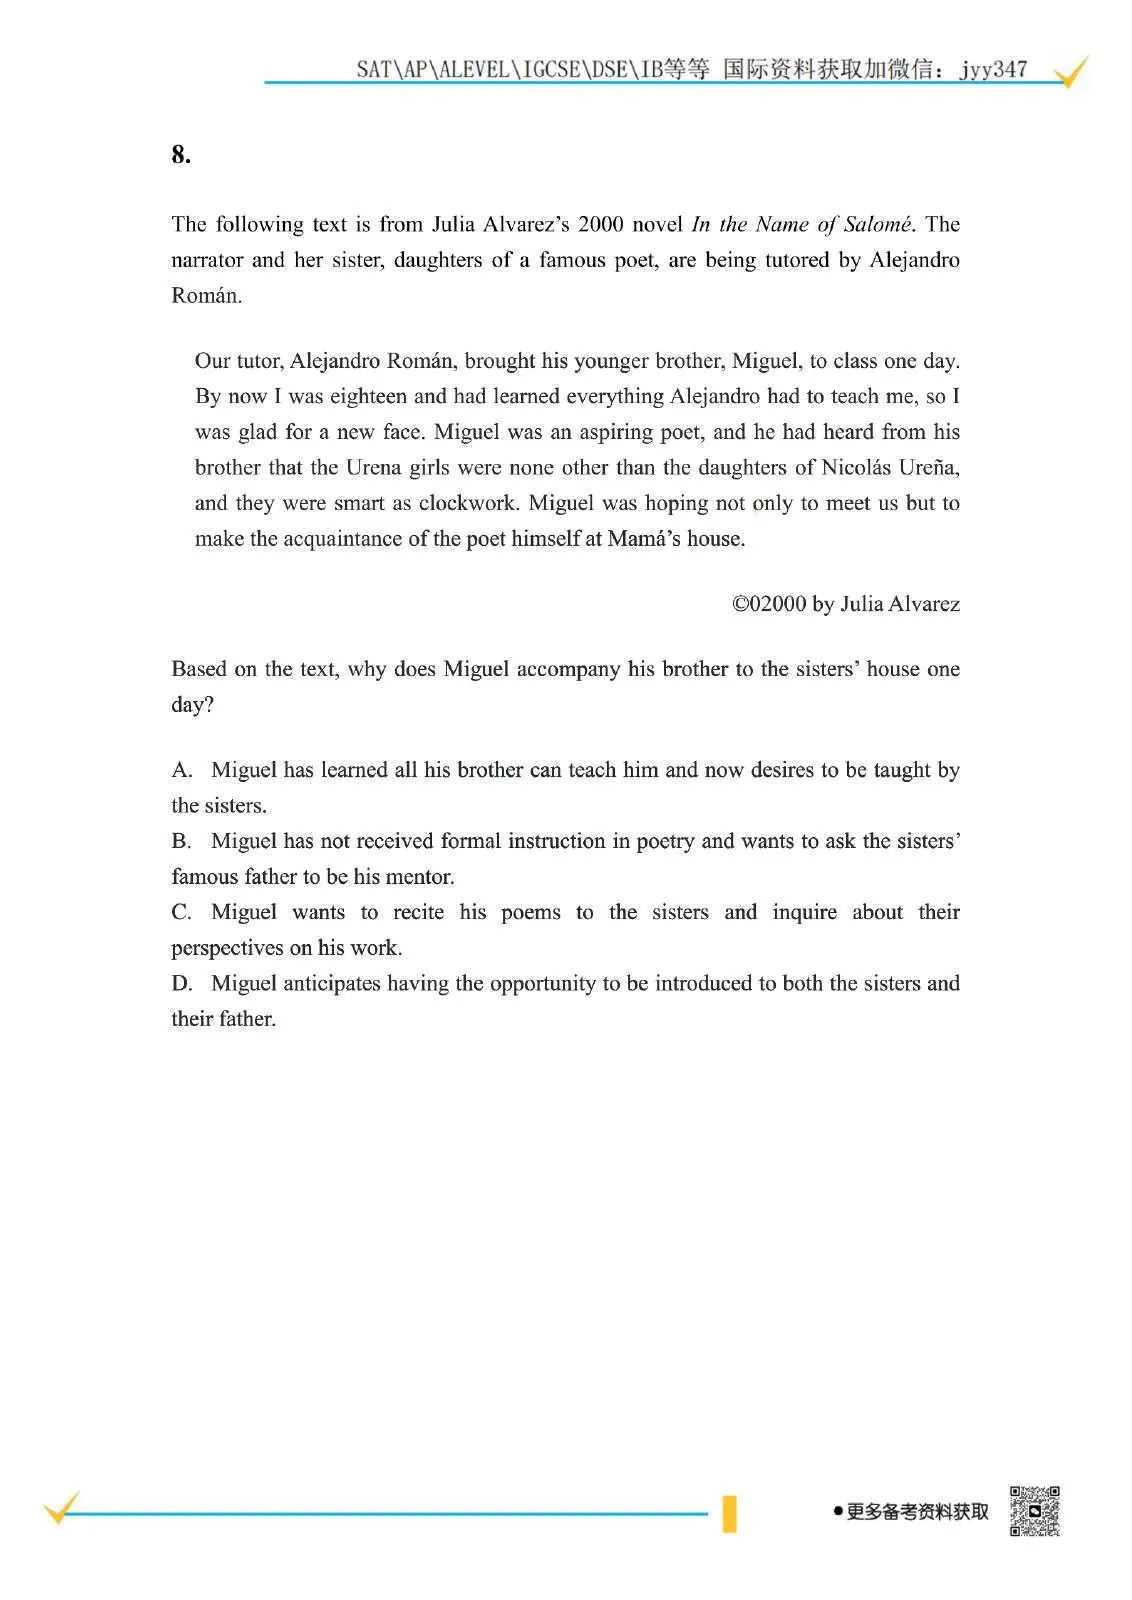 SAT\AP\ALEVEL\IGCSE\DSE\IB等等 国际资料获取加微信：jyy347
8.
The following text is from Julia Alvarez’s 2000 novel In the Name of Salomé. The
narrator and her sister, daughters of a famous poet, are being tutored by Alejandro
Román.
Our tutor, Alejandro Román, brought his younger brother, Miguel, to class one day.
By now I was eighteen and had learned everything Alejandro had to teach me, so I
was glad for a new face. Miguel was an aspiring poet, and he had heard from his
brother that the Urena girls were none other than the daughters of Nicolás Ureña,
and they were smart as clockwork. Miguel was hoping not only to meet us but to
make the acquaintance of the poet himself at Mamá’s house.
©02000 by Julia Alvarez
Based on the text, why does Miguel accompany his brother to the sisters’ house one
day?
A. Miguel has learned all his brother can teach him and now desires to be taught by
the sisters.
B. Miguel has not received formal instruction in poetry and wants to ask the sisters’
famous father to be his mentor.
C. Miguel wants to recite his poems to the sisters and inquire about their
perspectives on his work.
D. Miguel anticipates having the opportunity to be introduced to both the sisters and
their father.
●更多备考资料获取